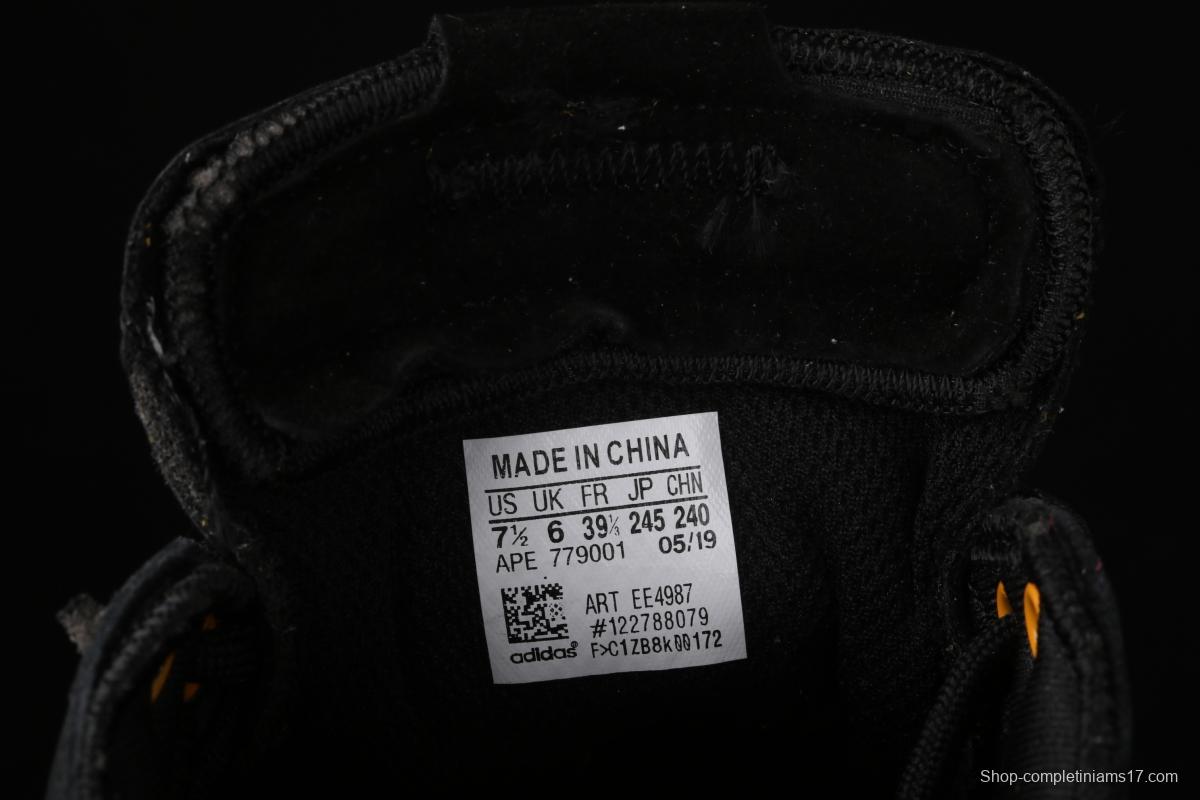 MADE IN CHINA
US UK FR JP CHN
7½ 6 39⅓ 245 240
APE 779001 05/19
ART EE4987
#122788079
adidas® F>C1ZB8k00172
Shop-completiniams17.com